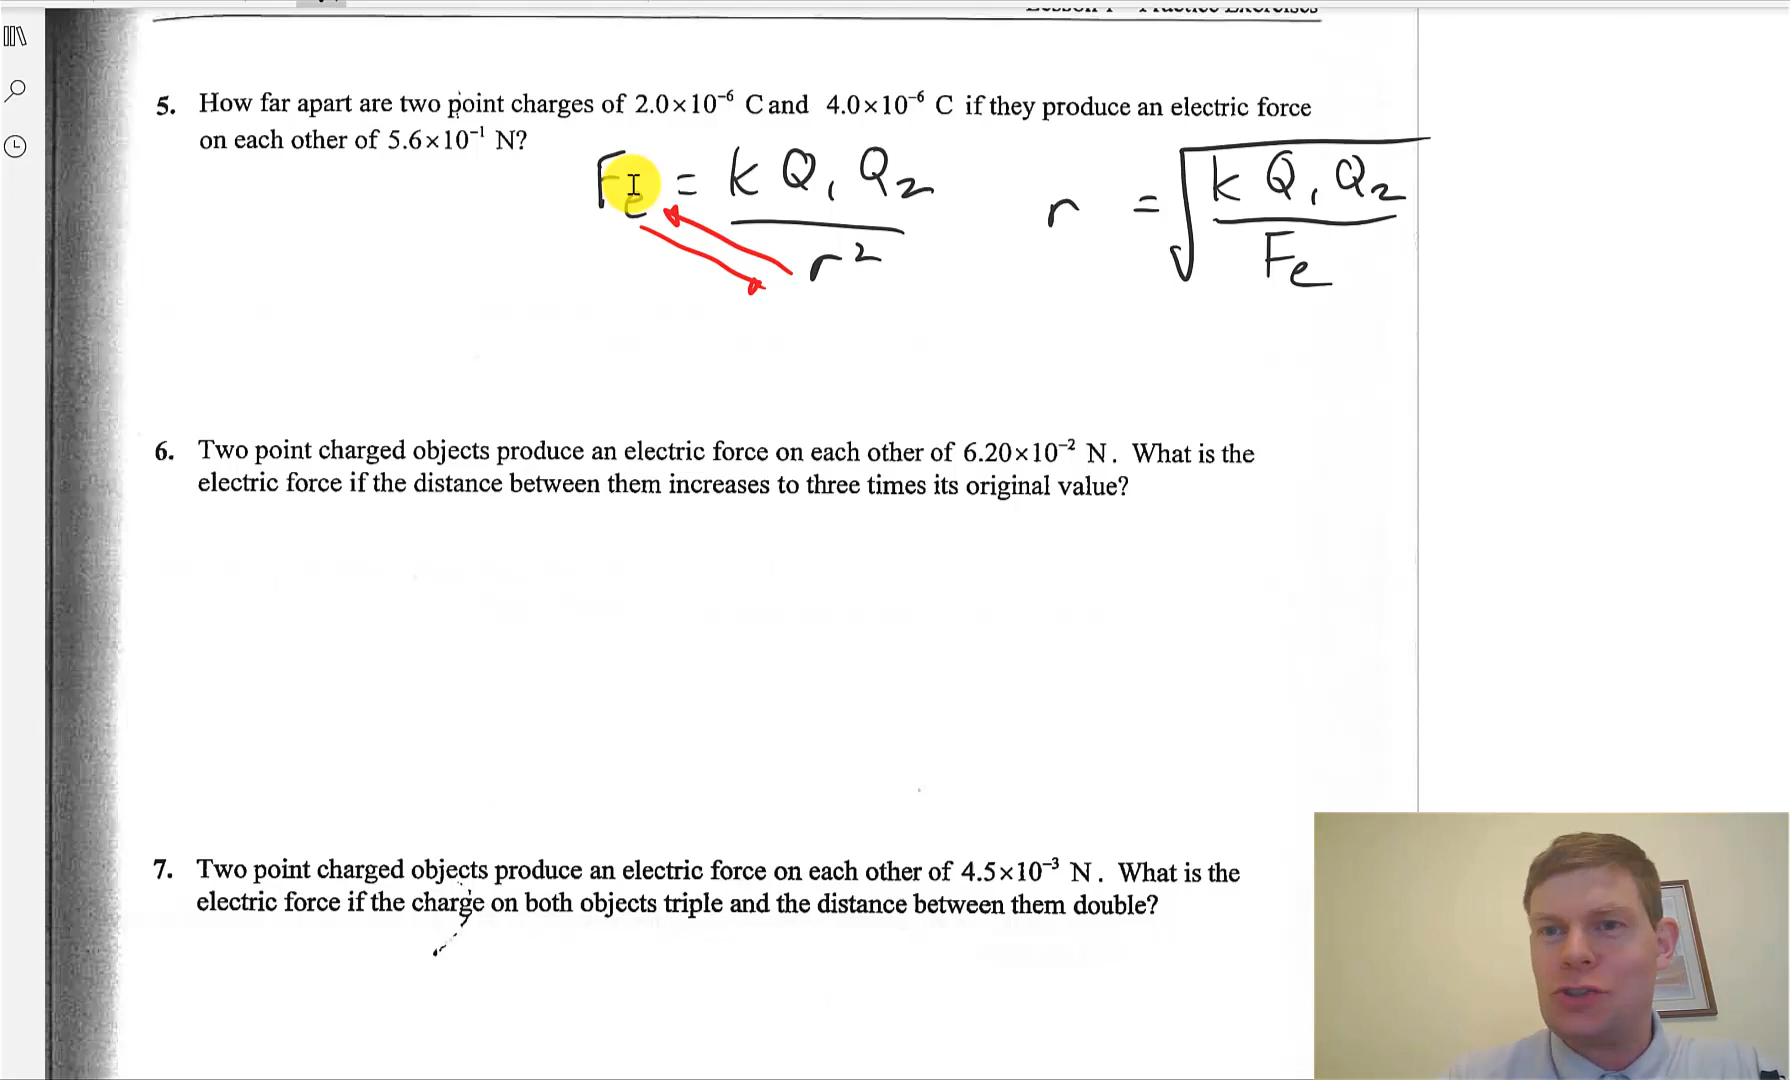 5. How far apart are two point charges of 2.0×10⁻⁶ C and 4.0×10⁻⁶ C if they produce an electric force
on each other of 5.6×10⁻¹ N?
Fe = k Q₁ Q₂ / r²
r = √(k Q₁ Q₂ / Fe)
6. Two point charged objects produce an electric force on each other of 6.20×10⁻² N. What is the
electric force if the distance between them increases to three times its original value?
7. Two point charged objects produce an electric force on each other of 4.5×10⁻³ N. What is the
electric force if the charge on both objects triple and the distance between them double?